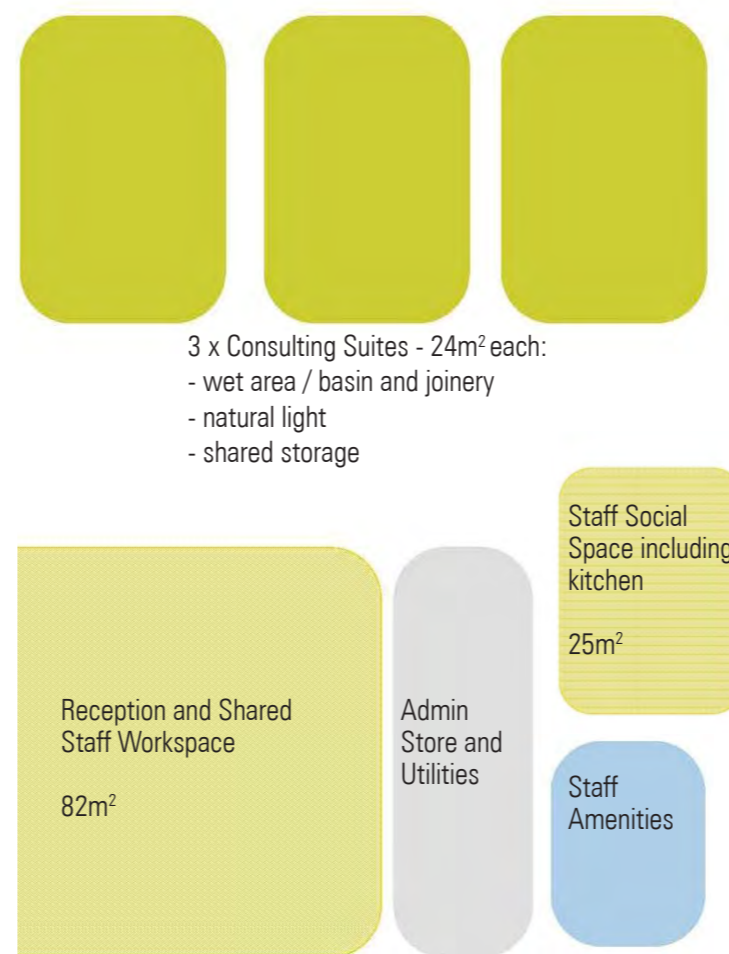 3 x Consulting Suites - 24m² each:
- wet area / basin and joinery
- natural light
- shared storage
Staff Social
Space including
kitchen
25m²
Reception and Shared
Staff Workspace
82m²
Admin
Store and
Utilities
Staff
Amenities